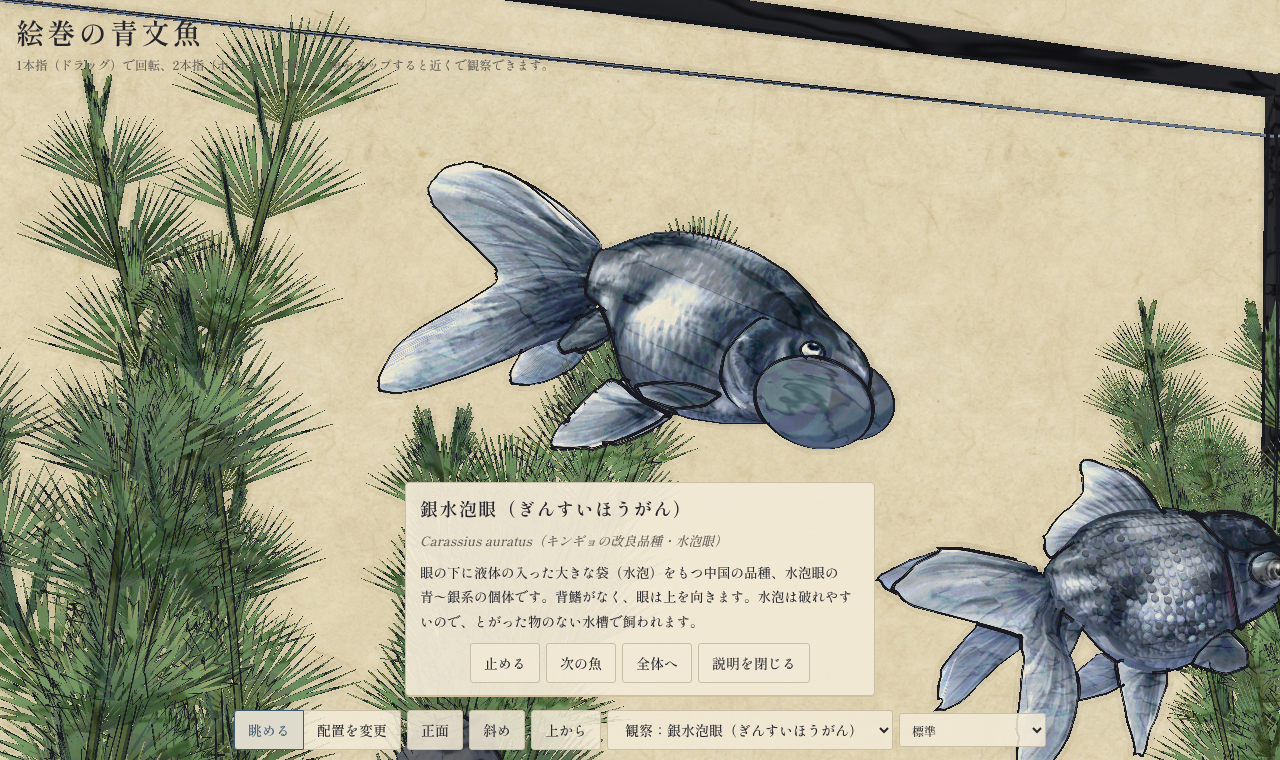 絵巻の青文魚
1本指（ドラッグ）で回転、2本指 タップすると近くで観察できます。
銀水泡眼（ぎんすいほうがん）
Carassius auratus（キンギョの改良品種・水泡眼）
眼の下に液体の入った大きな袋（水泡）をもつ中国の品種、水泡眼の
青〜銀系の個体です。背鰭がなく、眼は上を向きます。水泡は破れやす
いので、とがった物のない水槽で飼われます。
止める 次の魚 全体へ 説明を閉じる
眺める 配置を変更 正面 斜め 上から 観察：銀水泡眼（ぎんすいほうがん） 標準